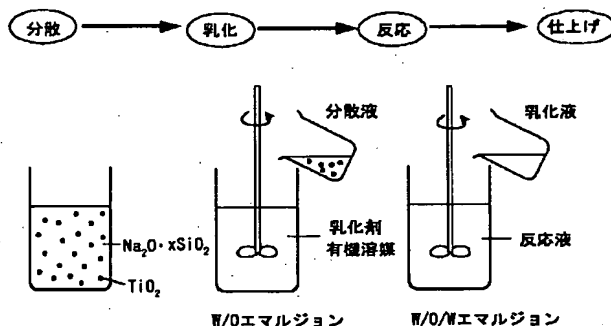 分散 乳化 反応 仕上げ
分散液
乳化液
Na₂O・xSiO₂
TiO₂
乳化剤
有機溶媒
反応液
W/Oエマルジョン
W/O/Wエマルジョン